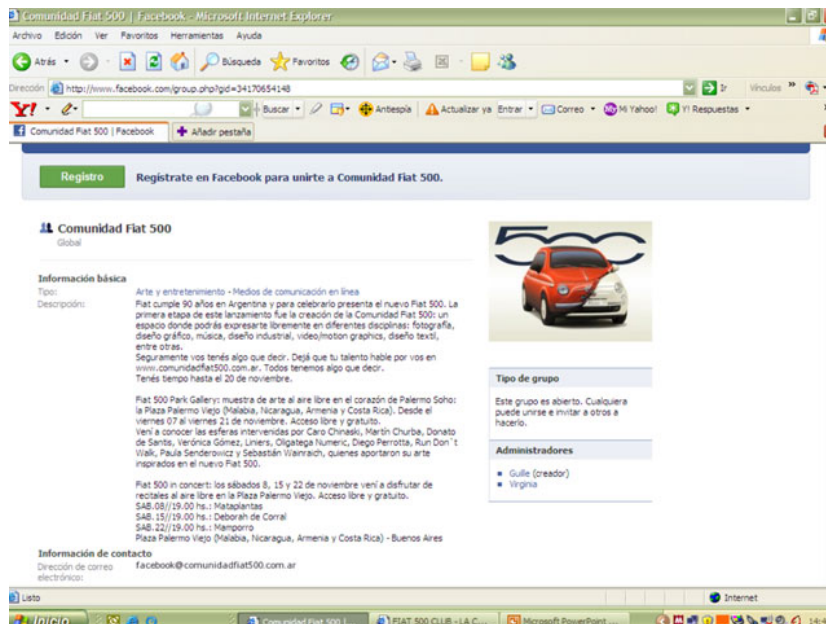 Comunidad Fiat 500 | Facebook - Microsoft Internet Explorer
Archivo Edición Ver Favoritos Herramientas Ayuda
Atrás Búsqueda Favoritos
Dirección http://www.facebook.com/group.php?gid=34170654148 Ir Vínculos »
Y! Buscar Antiespía Actualizar ya Entrar Correo Mi Yahoo! Y! Respuestas
Comunidad Fiat 500 | Facebook Añadir pestaña
Registro Regístrate en Facebook para unirte a Comunidad Fiat 500.
Comunidad Fiat 500
Global
Información básica
Tipo: Arte y entretenimiento - Medios de comunicación en línea
Descripción: Fiat cumple 90 años en Argentina y para celebrarlo presenta el nuevo Fiat 500. La
primera etapa de este lanzamiento fue la creación de la Comunidad Fiat 500: un
espacio donde podrás expresarte libremente en diferentes disciplinas: fotografía,
diseño gráfico, música, diseño industrial, video/motion graphics, diseño textil,
entre otras.
Seguramente vos tenés algo que decir. Dejá que tu talento hable por vos en
www.comunidadfiat500.com.ar. Todos tenemos algo que decir.
Tenés tiempo hasta el 20 de noviembre.
Fiat 500 Park Gallery: muestra de arte al aire libre en el corazón de Palermo Soho:
la Plaza Palermo Viejo (Malabia, Nicaragua, Armenia y Costa Rica). Desde el
viernes 07 al viernes 21 de noviembre. Acceso libre y gratuito.
Vení a conocer las esferas intervenidas por Caro Chinaski, Martín Churba, Donato
de Santis, Verónica Gómez, Liniers, Oligatega Numeric, Diego Perrotta, Run Don`t
Walk, Paula Senderowicz y Sebastián Wainraich, quienes aportaron su arte
inspirados en el nuevo Fiat 500.
Fiat 500 in concert: los sábados 8, 15 y 22 de noviembre vení a disfrutar de
recitales al aire libre en la Plaza Palermo Viejo. Acceso libre y gratuito.
SAB.08//19.00 hs.: Mataplantas
SAB.15//19.00 hs.: Deborah de Corral
SAB.22//19.00 hs.: Mamporro
Plaza Palermo Viejo (Malabia, Nicaragua, Armenia y Costa Rica) - Buenos Aires
Información de contacto
Dirección de correo facebook@comunidadfiat500.com.ar
electrónico:
500
Tipo de grupo
Este grupo es abierto. Cualquiera
puede unirse e invitar a otros a
hacerlo.
Administradores
Guille (creador)
Virginia
Listo Internet
Inicio Comunidad Fiat 500 |... FIAT 500 CLUB - LA C... Microsoft PowerPoint ...